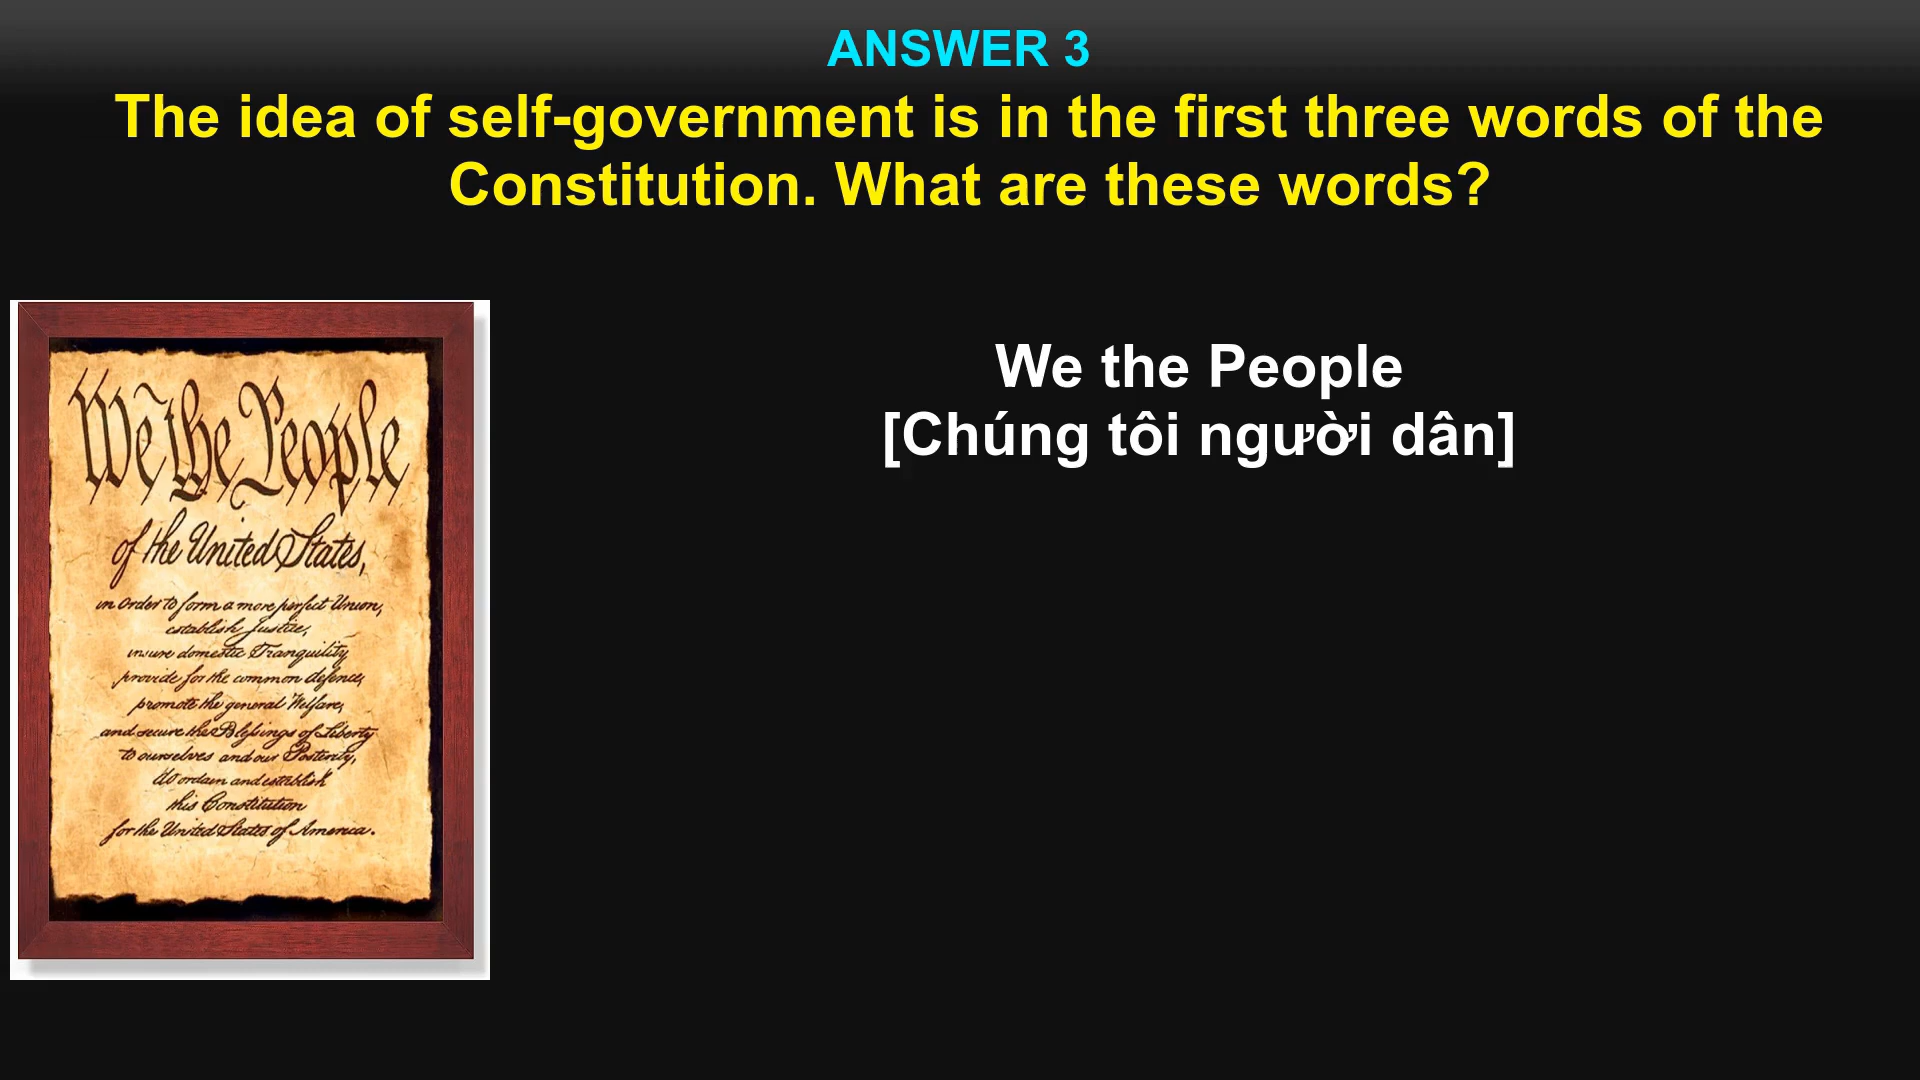 ANSWER 3
The idea of self-government is in the first three words of the
Constitution. What are these words?
We the People
[Chúng tôi người dân]
We the People
of the United States,
in Order to form a more perfect Union,
establish Justice,
insure domestic Tranquility
provide for the common defence,
promote the general Welfare,
and secure the Blessings of Liberty
to ourselves and our Posterity,
do ordain and establish
this Constitution
for the United States of America.